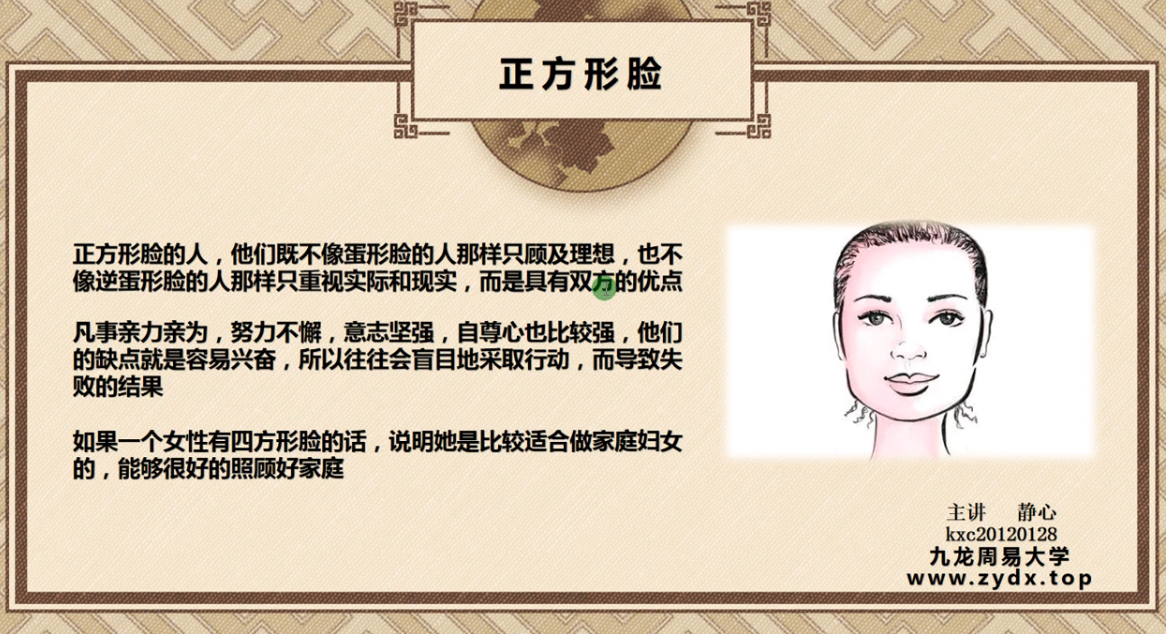 正方形脸
正方形脸的人，他们既不像蛋形脸的人那样只顾及理想，也不
像逆蛋形脸的人那样只重视实际和现实，而是具有双方的优点
凡事亲力亲为，努力不懈，意志坚强，自尊心也比较强，他们
的缺点就是容易兴奋，所以往往会盲目地采取行动，而导致失
败的结果
如果一个女性有四方形脸的话，说明她是比较适合做家庭妇女
的，能够很好的照顾好家庭
主讲 静心
kxc20120128
九龙周易大学
www.zydx.top